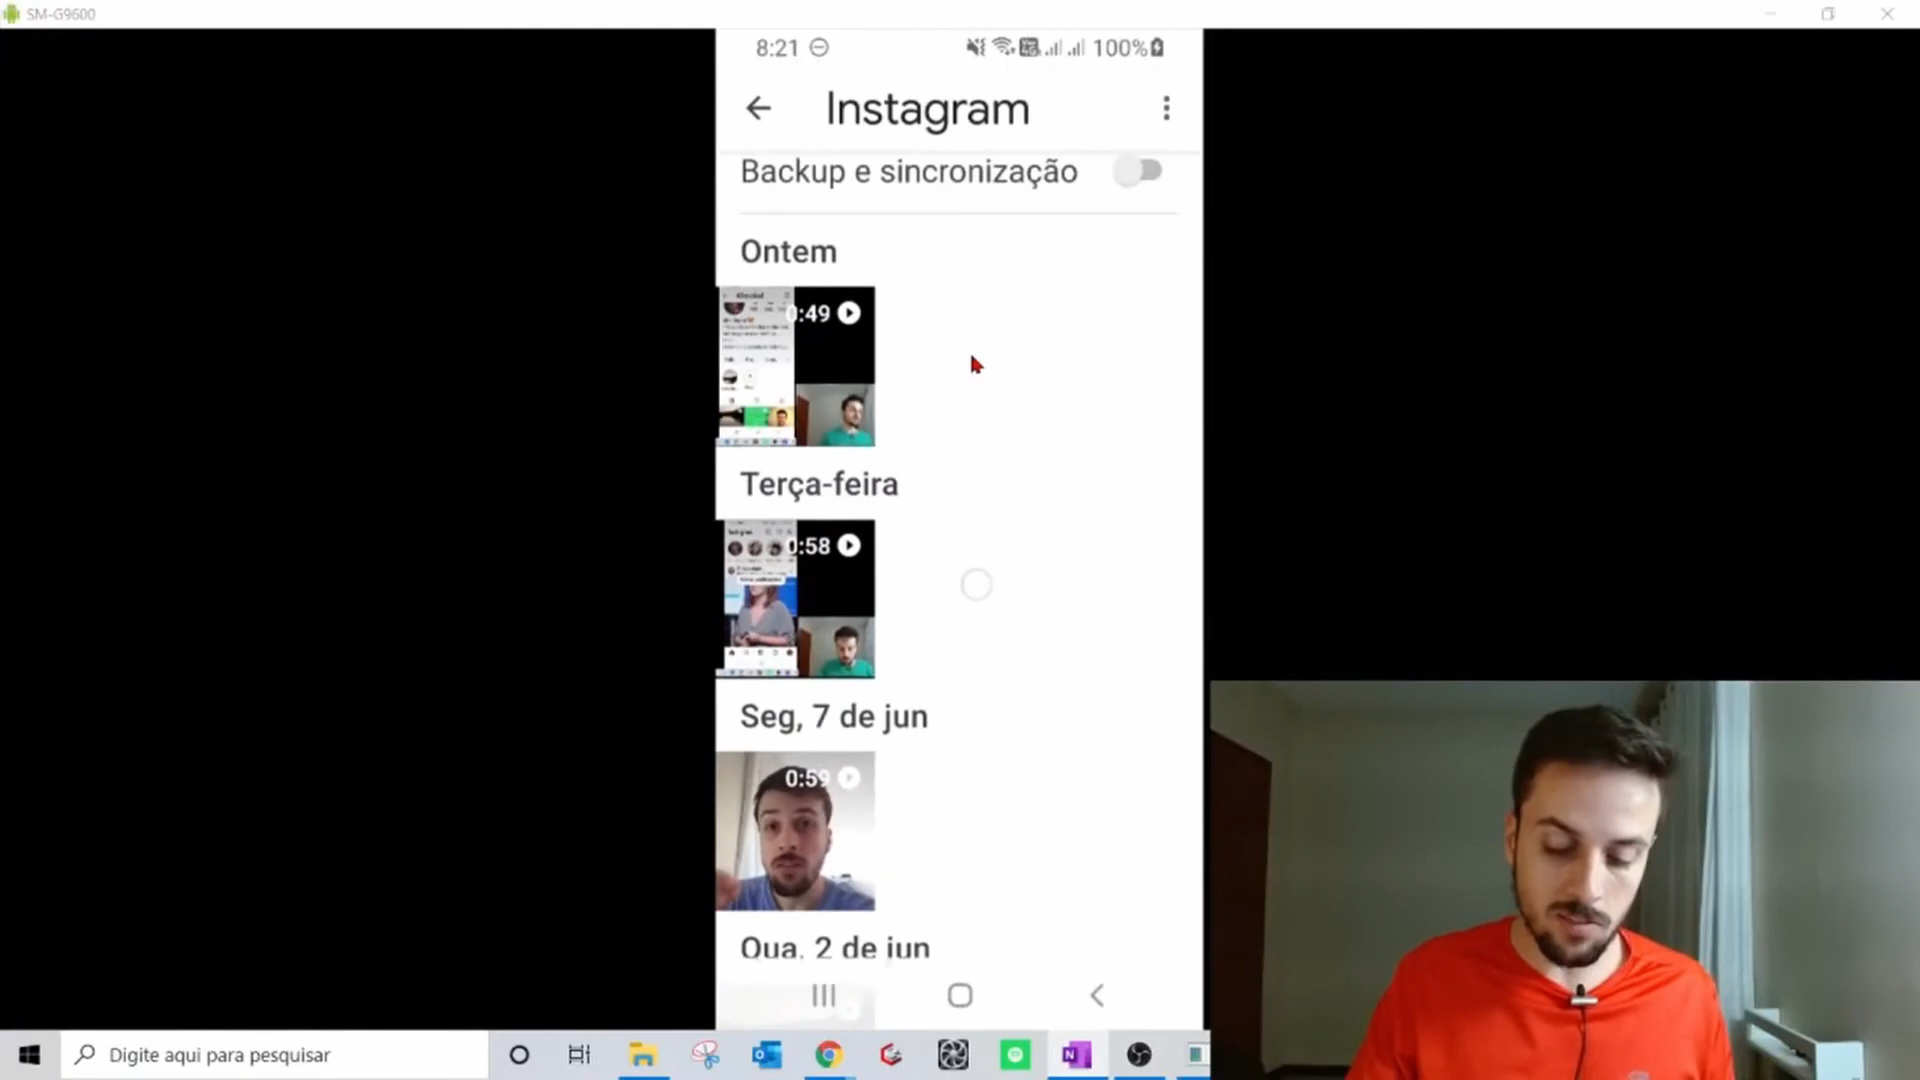 SM-G9600
8:21
100%
Instagram
Backup e sincronização
Ontem
0:49
Terça-feira
0:58
Seg, 7 de jun
0:59
Qua, 2 de jun
Digite aqui para pesquisar